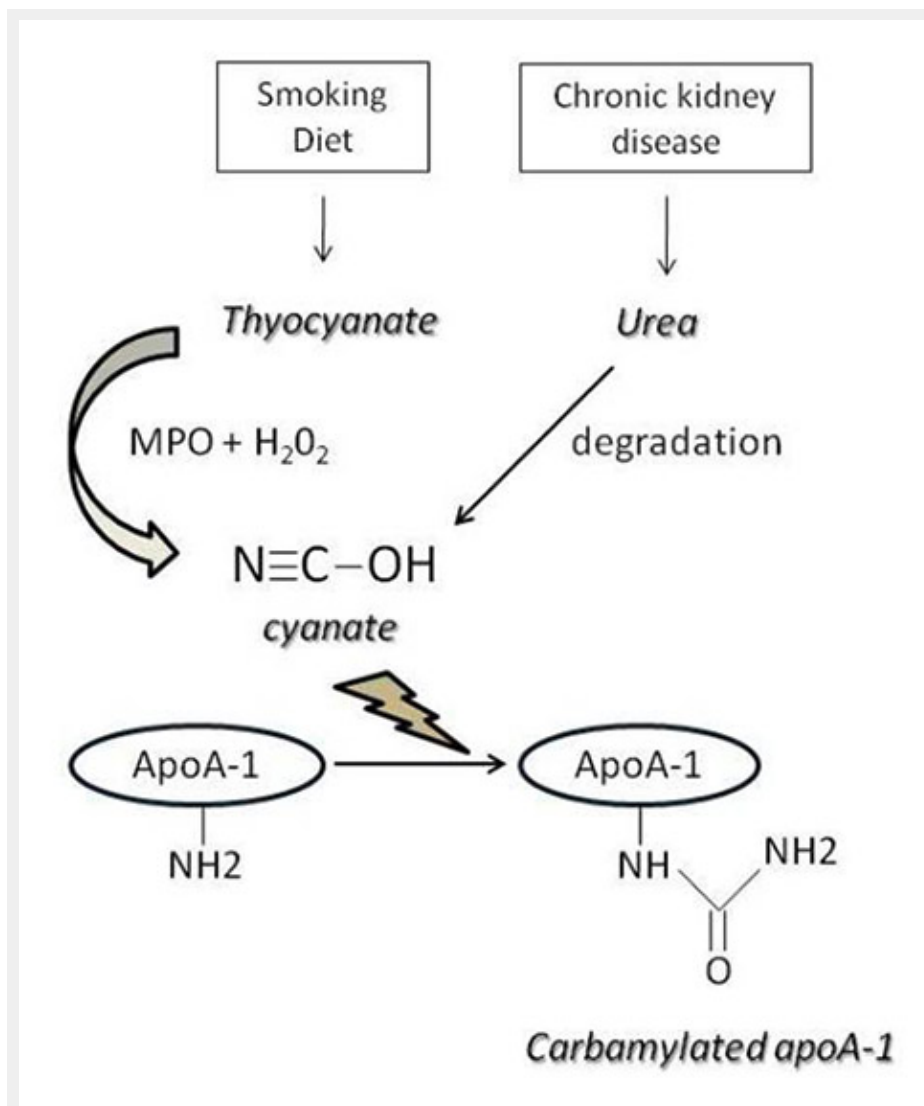 Smoking
Diet
Chronic kidney
disease
Thyocyanate
Urea
MPO + H₂0₂
degradation
N≡C–OH
cyanate
ApoA-1
ApoA-1
NH2
NH
NH2
O
Carbamylated apoA-1